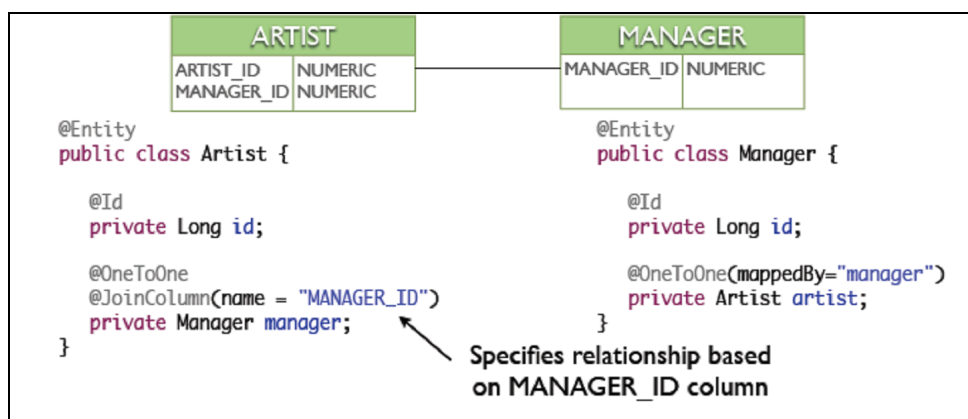 ARTIST
ARTIST_ID NUMERIC
MANAGER_ID NUMERIC
MANAGER
MANAGER_ID NUMERIC
@Entity
public class Artist {
@Id
private Long id;
@OneToOne
@JoinColumn(name = "MANAGER_ID")
private Manager manager;
}
@Entity
public class Manager {
@Id
private Long id;
@OneToOne(mappedBy="manager")
private Artist artist;
}
Specifies relationship based
on MANAGER_ID column